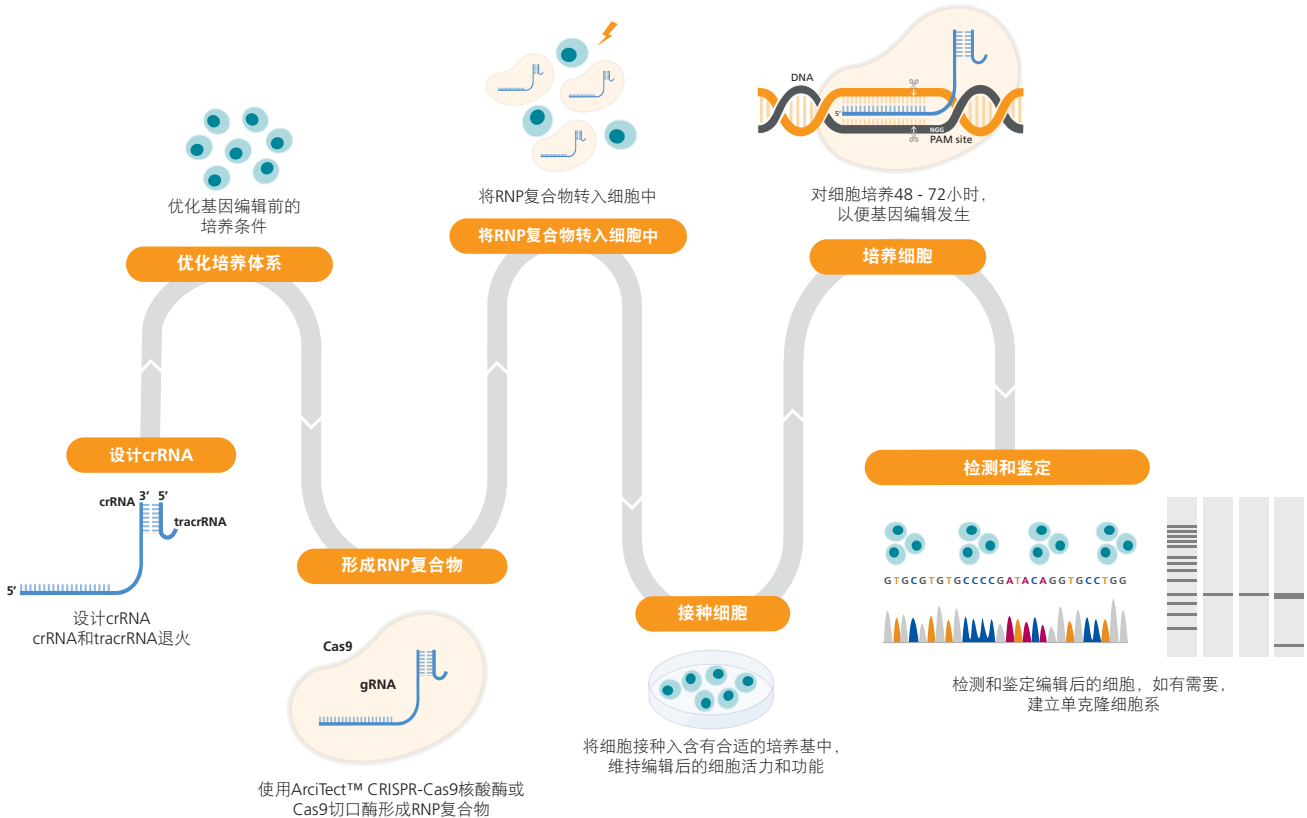 设计crRNA
crRNA
3’ 5’
tracrRNA
5’
设计crRNA
crRNA和tracrRNA退火
优化基因编辑前的
培养条件
优化培养体系
形成RNP复合物
Cas9
gRNA
使用ArciTect™ CRISPR-Cas9核酸酶或
Cas9切口酶形成RNP复合物
将RNP复合物转入细胞中
将RNP复合物转入细胞中
接种细胞
将细胞接种入含有合适的培养基中，
维持编辑后的细胞活力和功能
DNA
5’
NGG
PAM site
对细胞培养48 - 72小时，
以便基因编辑发生
培养细胞
检测和鉴定
GTGCGTGTGCCCCGATACAGGTGCCTGG
检测和鉴定编辑后的细胞，如有需要，
建立单克隆细胞系